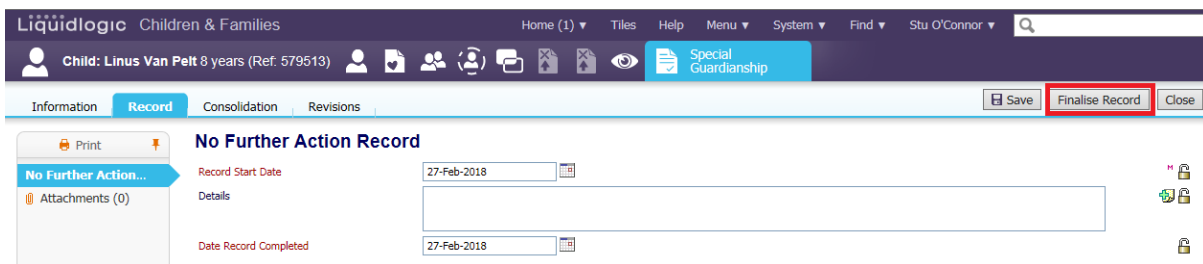 Liquidlogic Children & Families Home (1) ▼ Tiles Help Menu ▼ System ▼ Find ▼ Stu O'Connor ▼
Child: Linus Van Pelt 8 years (Ref: 579513) Special
Guardianship
Information Record Consolidation Revisions Save Finalise Record Close
Print No Further Action Record
No Further Action... Record Start Date 27-Feb-2018 M
Attachments (0) Details
Date Record Completed 27-Feb-2018